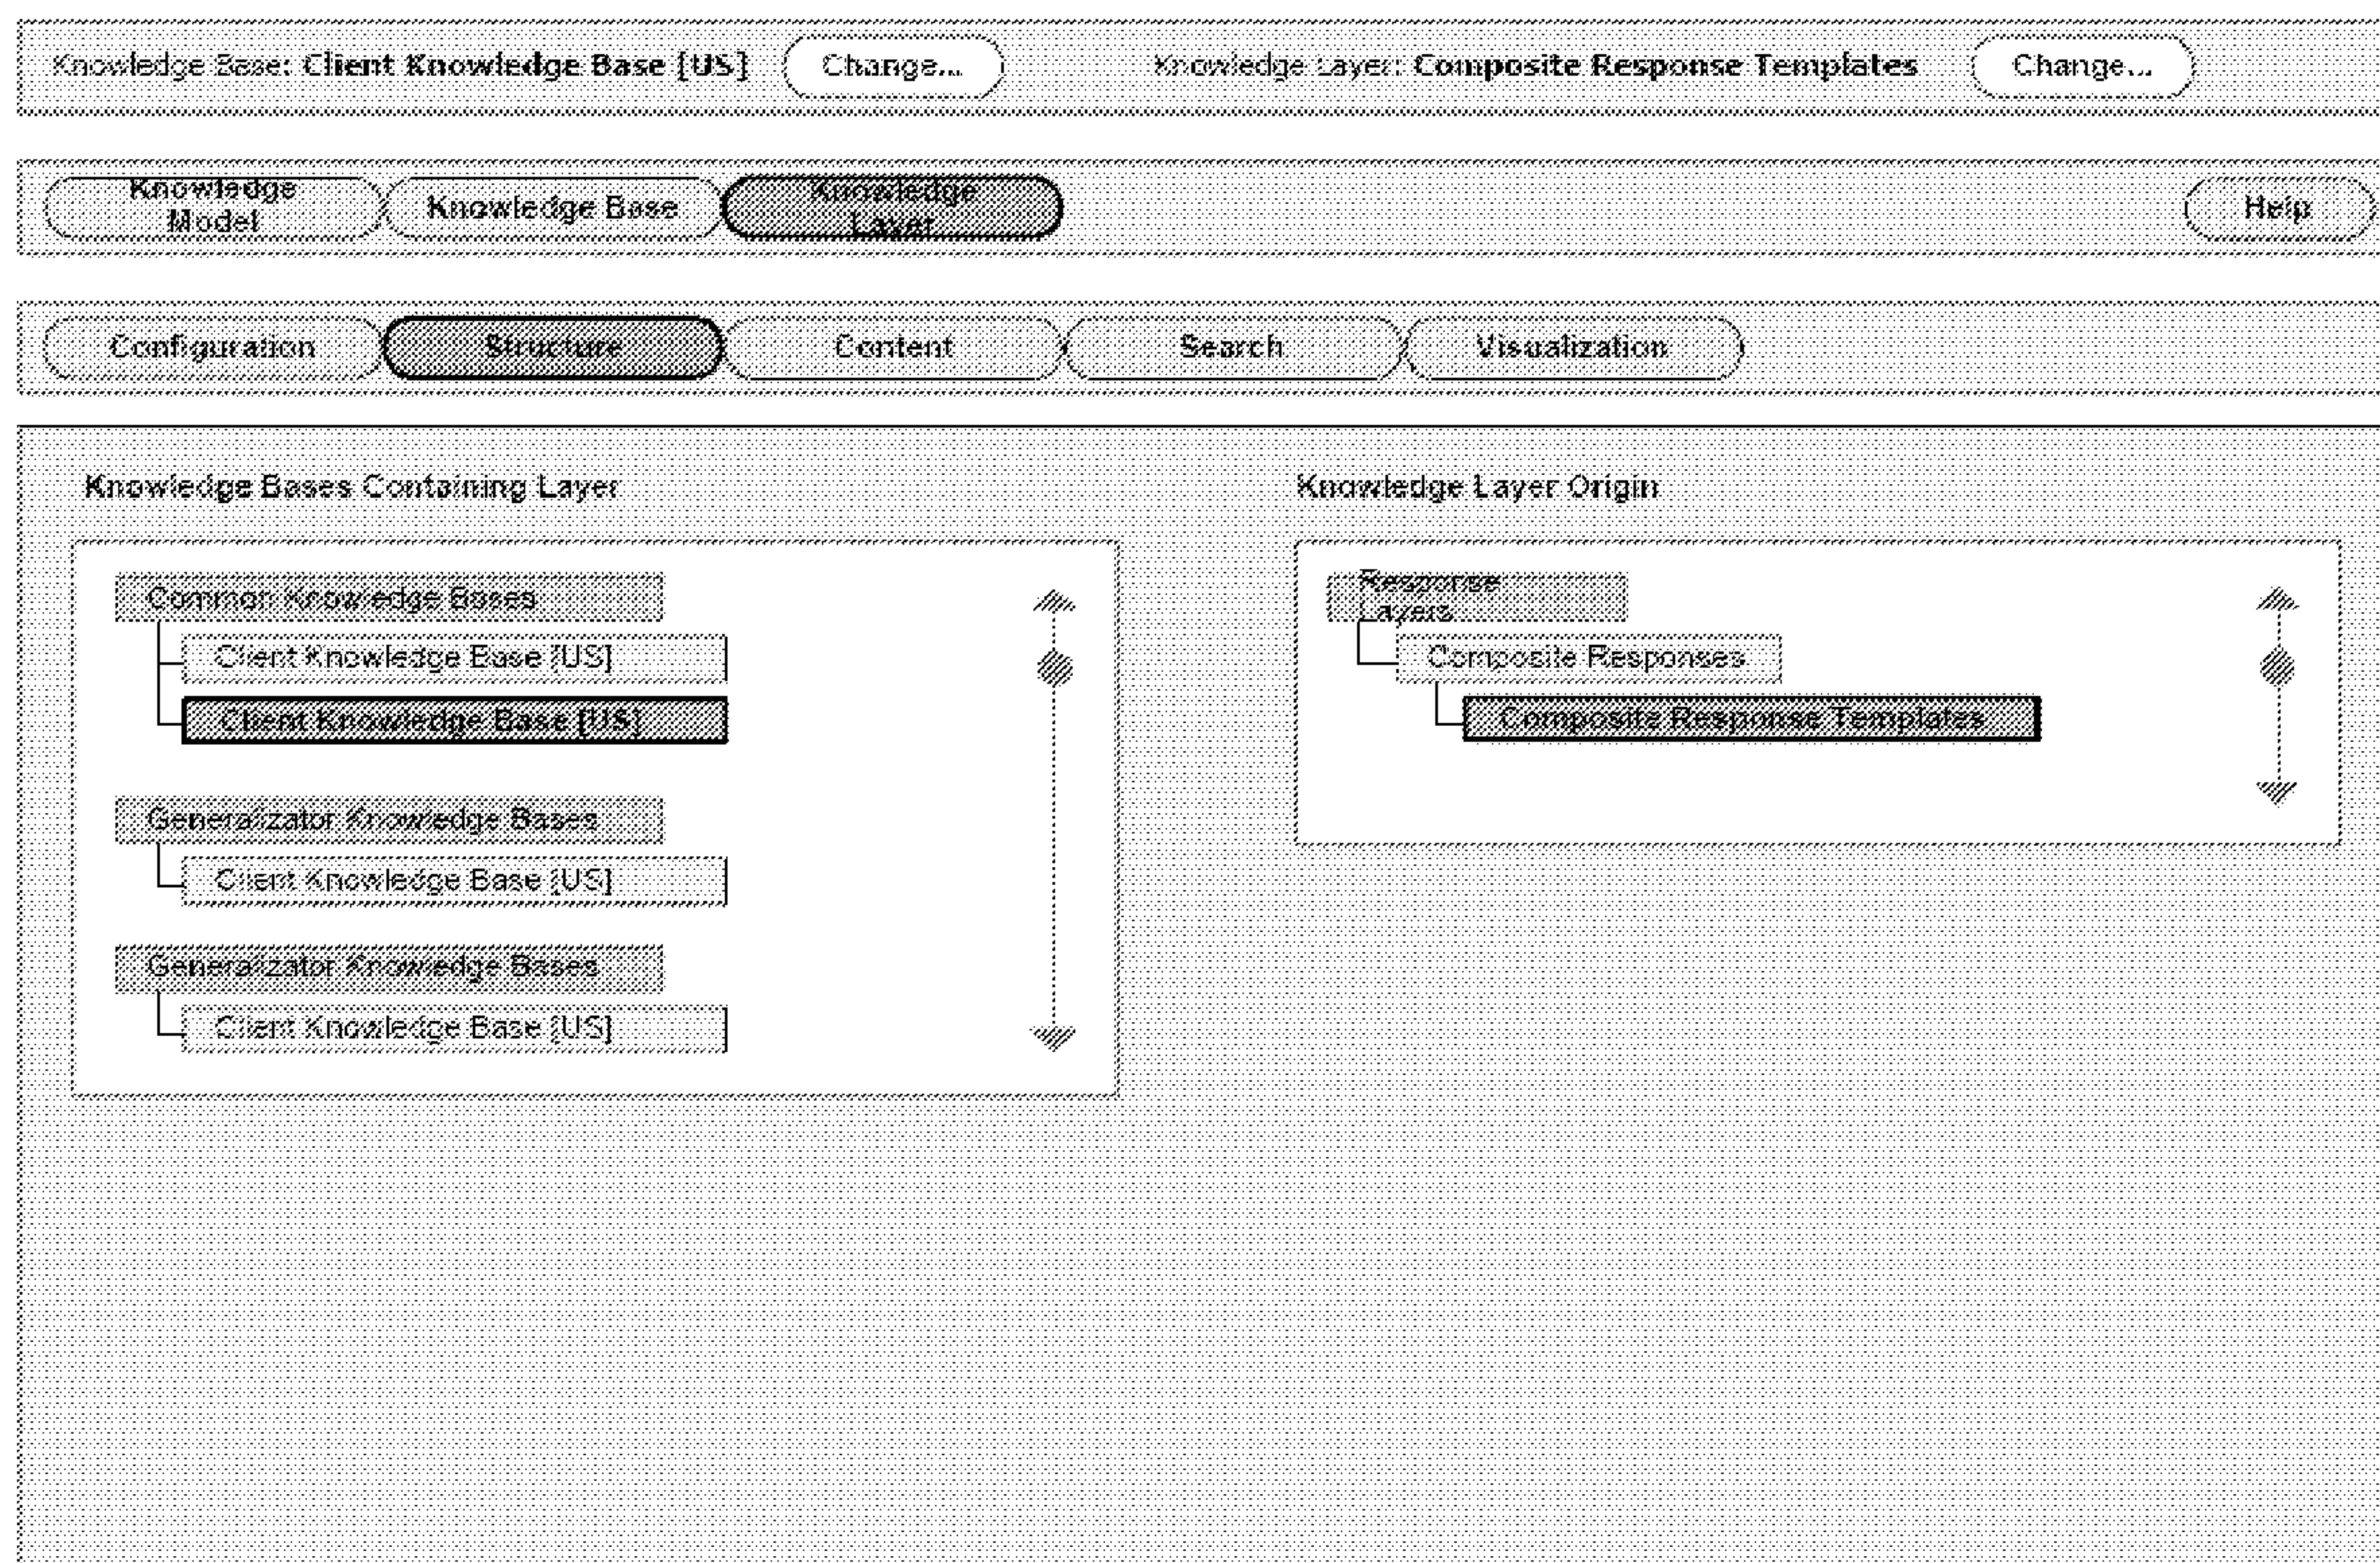 Knowledge Base: Client Knowledge Base [US] Change... Knowledge Layer: Composite Response Templates Change...
Knowledge
Model
Knowledge Base
Knowledge
Layer
Help
Configuration Structure Content Search Visualization
Knowledge Bases Containing Layer
Common Knowledge Bases
Client Knowledge Base [US]
Client Knowledge Base [US]
Generalizator Knowledge Bases
Client Knowledge Base [US]
Generalizator Knowledge Bases
Client Knowledge Base [US]
Knowledge Layer Origin
Response
Layers
Composite Responses
Composite Response Templates